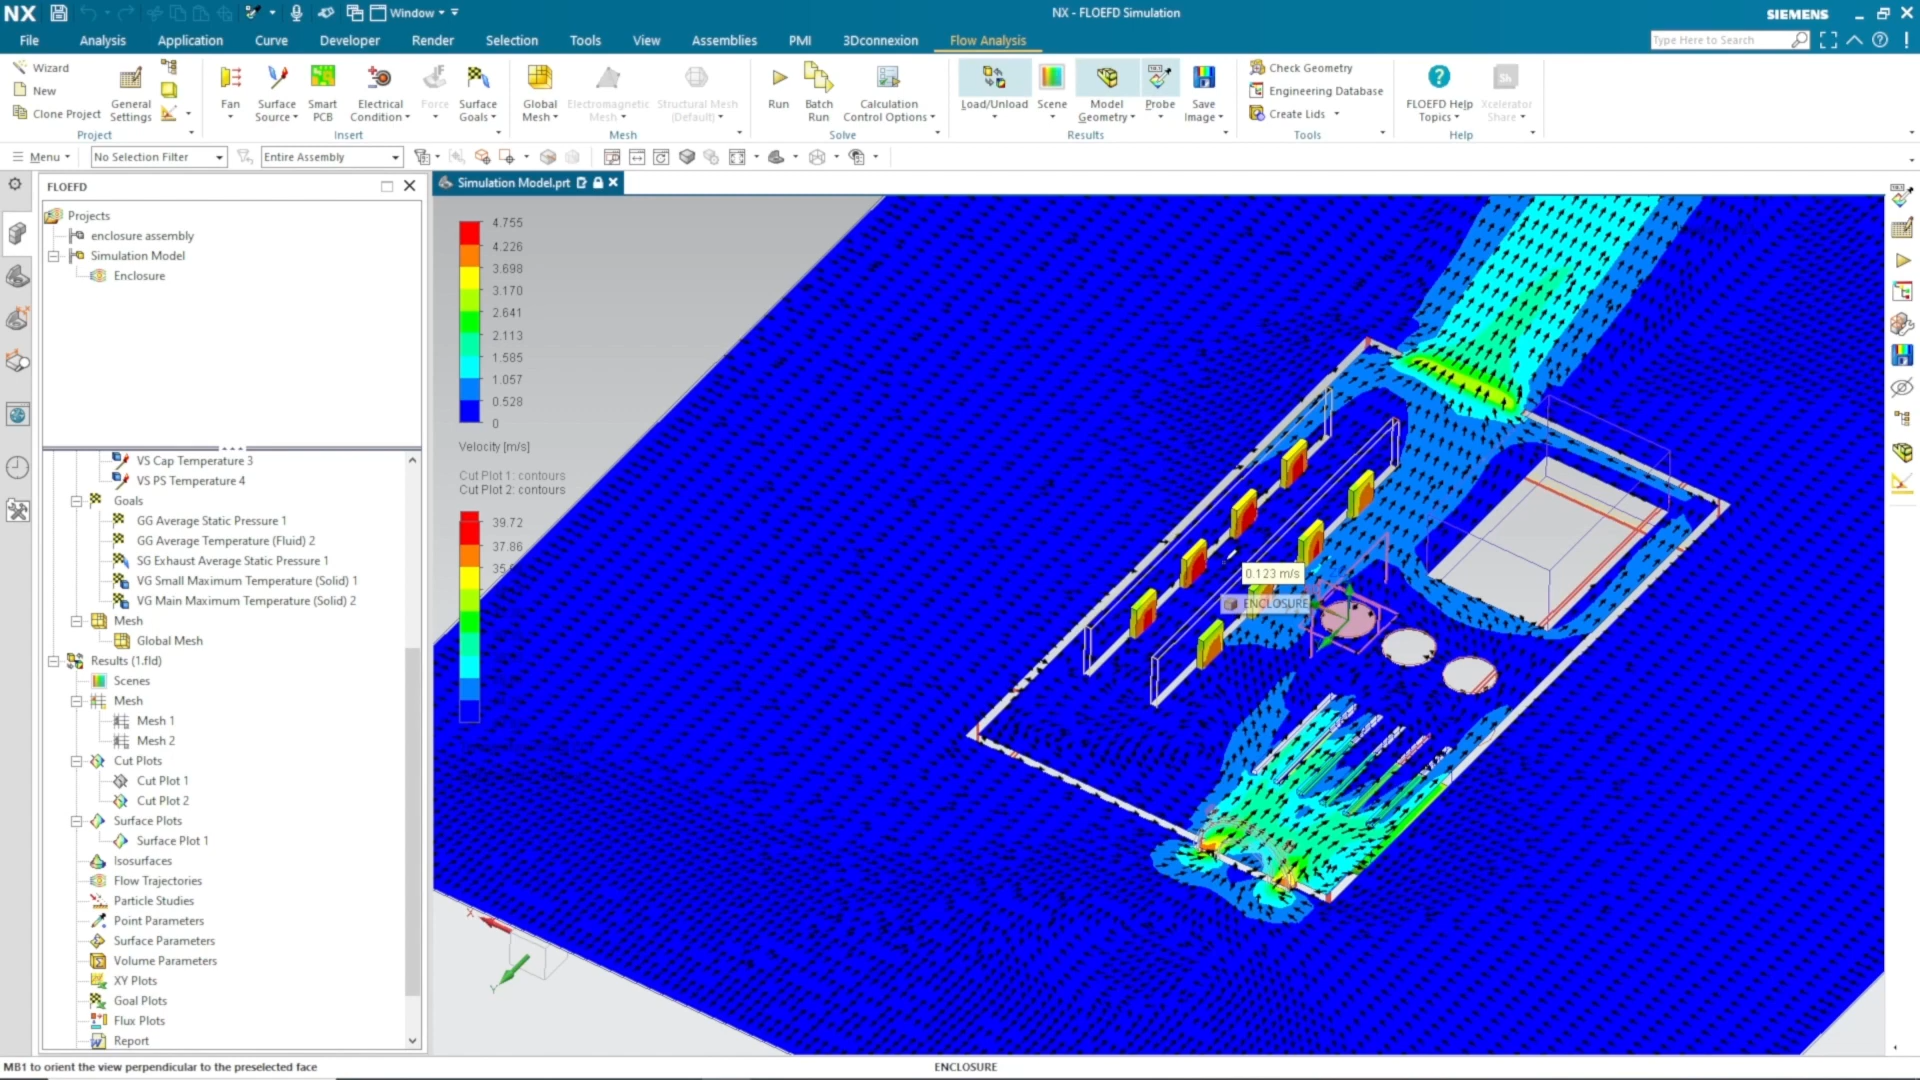 NX
Window
NX - FLOEFD Simulation
SIEMENS
File Analysis Application Curve Developer Render Selection Tools View Assemblies PMI 3Dconnexion Flow Analysis
Type Here to Search
Wizard
New
Clone Project
General Settings
Project
Fan
Surface Source
Smart PCB
Electrical Condition
Force
Surface Goals
Insert
Global Mesh
Electromagnetic Mesh
Structural Mesh (Default)
Mesh
Run
Batch Run
Calculation Control Options
Solve
Load/Unload
Scene
Model Geometry
Probe
Save Image
Results
Check Geometry
Engineering Database
Create Lids
Tools
FLOEFD Help Topics
Xcelerator Share
Help
Menu
No Selection Filter
Entire Assembly
FLOEFD
Projects
enclosure assembly
Simulation Model
Enclosure
VS Cap Temperature 3
VS PS Temperature 4
Goals
GG Average Static Pressure 1
GG Average Temperature (Fluid) 2
SG Exhaust Average Static Pressure 1
VG Small Maximum Temperature (Solid) 1
VG Main Maximum Temperature (Solid) 2
Mesh
Global Mesh
Results (1.fld)
Scenes
Mesh
Mesh 1
Mesh 2
Cut Plots
Cut Plot 1
Cut Plot 2
Surface Plots
Surface Plot 1
Isosurfaces
Flow Trajectories
Particle Studies
Point Parameters
Surface Parameters
Volume Parameters
XY Plots
Goal Plots
Flux Plots
Report
Simulation Model.prt
4.755
4.226
3.698
3.170
2.641
2.113
1.585
1.057
0.528
0
Velocity [m/s]
Cut Plot 1: contours
Cut Plot 2: contours
39.72
37.86
0.123 m/s
ENCLOSURE
X
Y
MB1 to orient the view perpendicular to the preselected face
ENCLOSURE